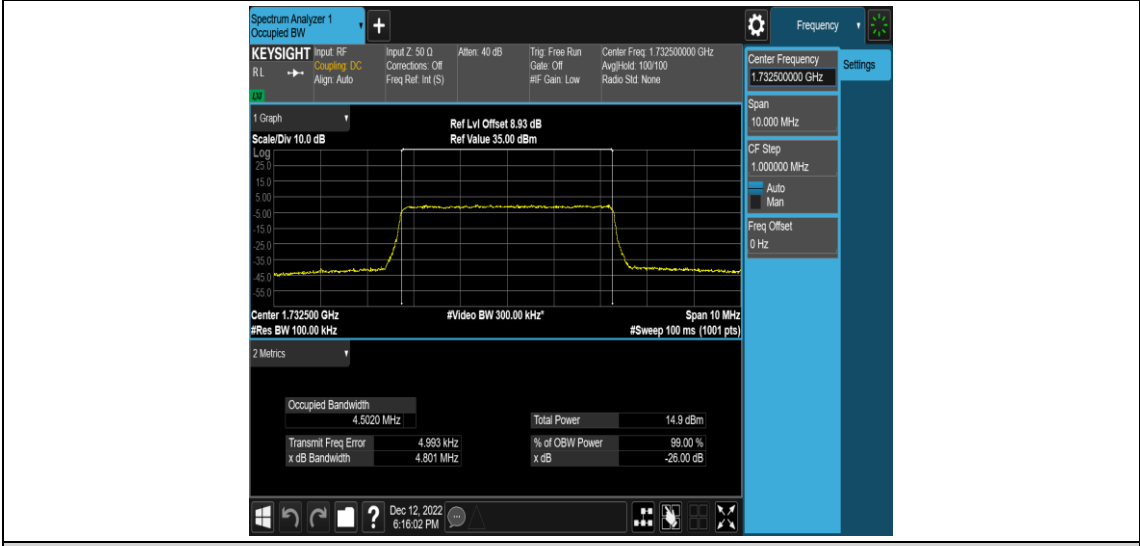 Spectrum Analyzer 1
Occupied BW
+
Frequency
KEYSIGHT
RL
Input: RF
Coupling: DC
Align: Auto
Input Z: 50 Ω
Corrections: Off
Freq Ref: Int (S)
Atten: 40 dB
Trig: Free Run
Gate: Off
#IF Gain: Low
Center Freq: 1.732500000 GHz
Avg|Hold: 100/100
Radio Std: None
Center Frequency
1.732500000 GHz
Settings
Span
10.000 MHz
CF Step
1.000000 MHz
Auto
Man
Freq Offset
0 Hz
1 Graph
Scale/Div 10.0 dB
Ref Lvl Offset 8.93 dB
Ref Value 35.00 dBm
Log
25.0
15.0
5.00
-5.00
-15.0
-25.0
-35.0
-45.0
-55.0
Center 1.732500 GHz
#Video BW 300.00 kHz*
Span 10 MHz
#Res BW 100.00 kHz
#Sweep 100 ms (1001 pts)
2 Metrics
Occupied Bandwidth
4.5020 MHz
Total Power 14.9 dBm
Transmit Freq Error 4.993 kHz
% of OBW Power 99.00 %
x dB Bandwidth 4.801 MHz
x dB -26.00 dB
?
Dec 12, 2022
6:16:02 PM